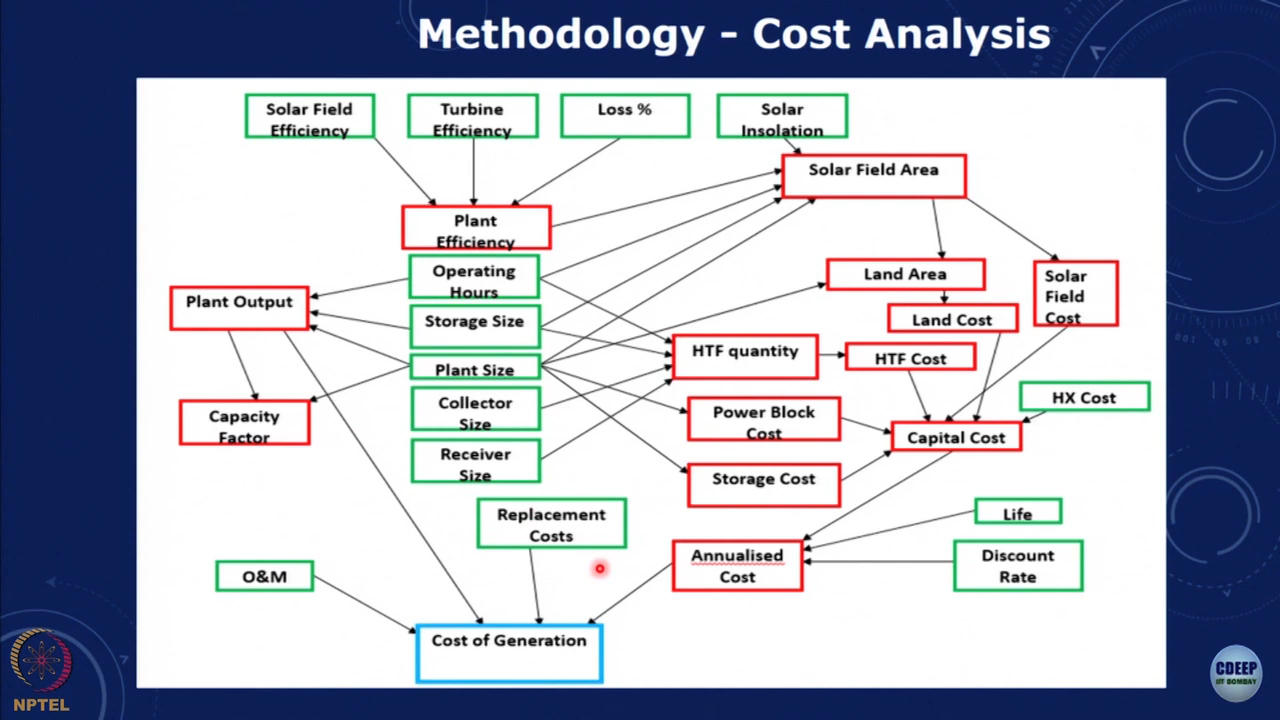 Methodology - Cost Analysis
Solar Field
Efficiency
Turbine
Efficiency
Loss %
Solar
Insolation
Solar Field Area
Plant
Efficiency
Operating
Hours
Land Area
Solar
Field
Cost
Plant Output
Storage Size
Land Cost
HTF quantity
HTF Cost
Plant Size
HX Cost
Capacity
Factor
Collector
Size
Power Block
Cost
Capital Cost
Receiver
Size
Storage Cost
Replacement
Costs
Life
O&M
Annualised
Cost
Discount
Rate
Cost of Generation
NPTEL
CDEEP
IIT BOMBAY